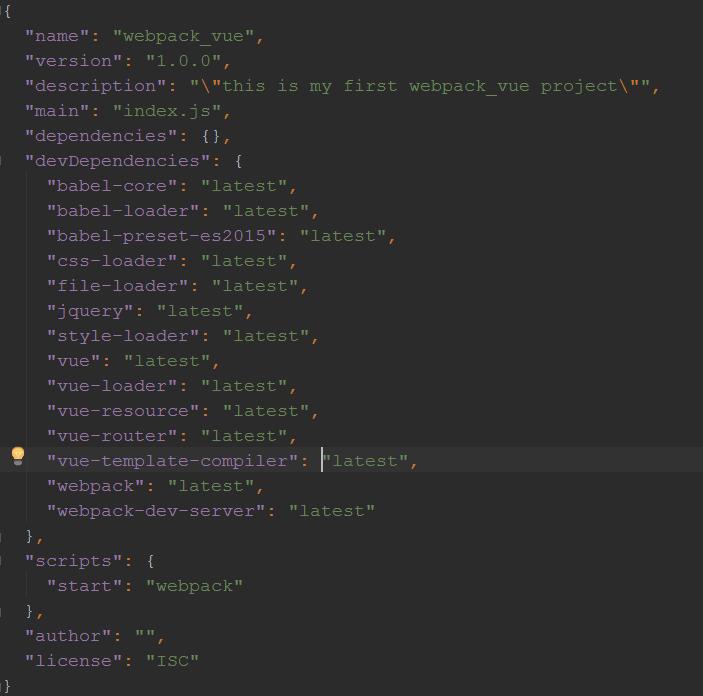 {
"name": "webpack_vue",
"version": "1.0.0",
"description": "\"this is my first webpack_vue project\"",
"main": "index.js",
"dependencies": {},
"devDependencies": {
"babel-core": "latest",
"babel-loader": "latest",
"babel-preset-es2015": "latest",
"css-loader": "latest",
"file-loader": "latest",
"jquery": "latest",
"style-loader": "latest",
"vue": "latest",
"vue-loader": "latest",
"vue-resource": "latest",
"vue-router": "latest",
"vue-template-compiler": "latest",
"webpack": "latest",
"webpack-dev-server": "latest"
},
"scripts": {
"start": "webpack"
},
"author": "",
"license": "ISC"
}